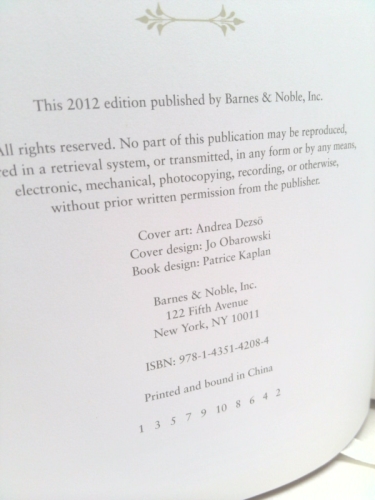 This 2012 edition published by Barnes & Noble, Inc.
All rights reserved. No part of this publication may be reproduced,
in a retrieval system, or transmitted, in any form or by any means,
electronic, mechanical, photocopying, recording, or otherwise,
without prior written permission from the publisher.
Cover art: Andrea Dezsö
Cover design: Jo Obarowski
Book design: Patrice Kaplan
Barnes & Noble, Inc.
122 Fifth Avenue
New York, NY 10011
ISBN: 978-1-4351-4208-4
Printed and bound in China
1 3 5 7 9 10 8 6 4 2